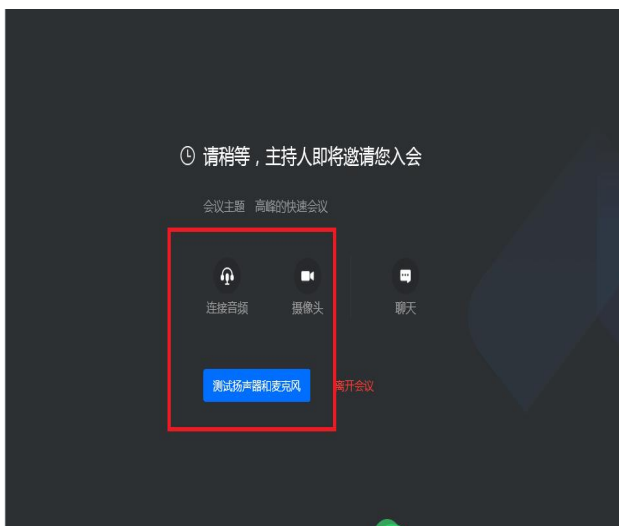 请稍等，主持人即将邀请您入会
会议主题 高峰的快速会议
连接音频 摄像头 聊天
测试扬声器和麦克风 离开会议